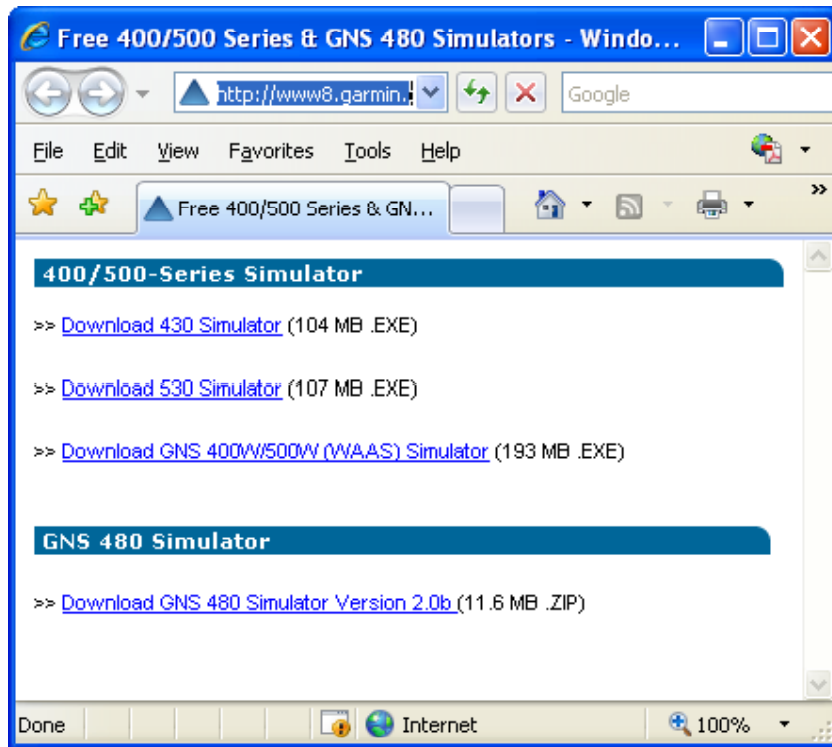 Free 400/500 Series & GNS 480 Simulators - Windo...
http://www8.garmin.
Google
File Edit View Favorites Tools Help
Free 400/500 Series & GN...
400/500-Series Simulator
>> Download 430 Simulator (104 MB .EXE)
>> Download 530 Simulator (107 MB .EXE)
>> Download GNS 400W/500W (WAAS) Simulator (193 MB .EXE)
GNS 480 Simulator
>> Download GNS 480 Simulator Version 2.0b (11.6 MB .ZIP)
Done Internet 100%